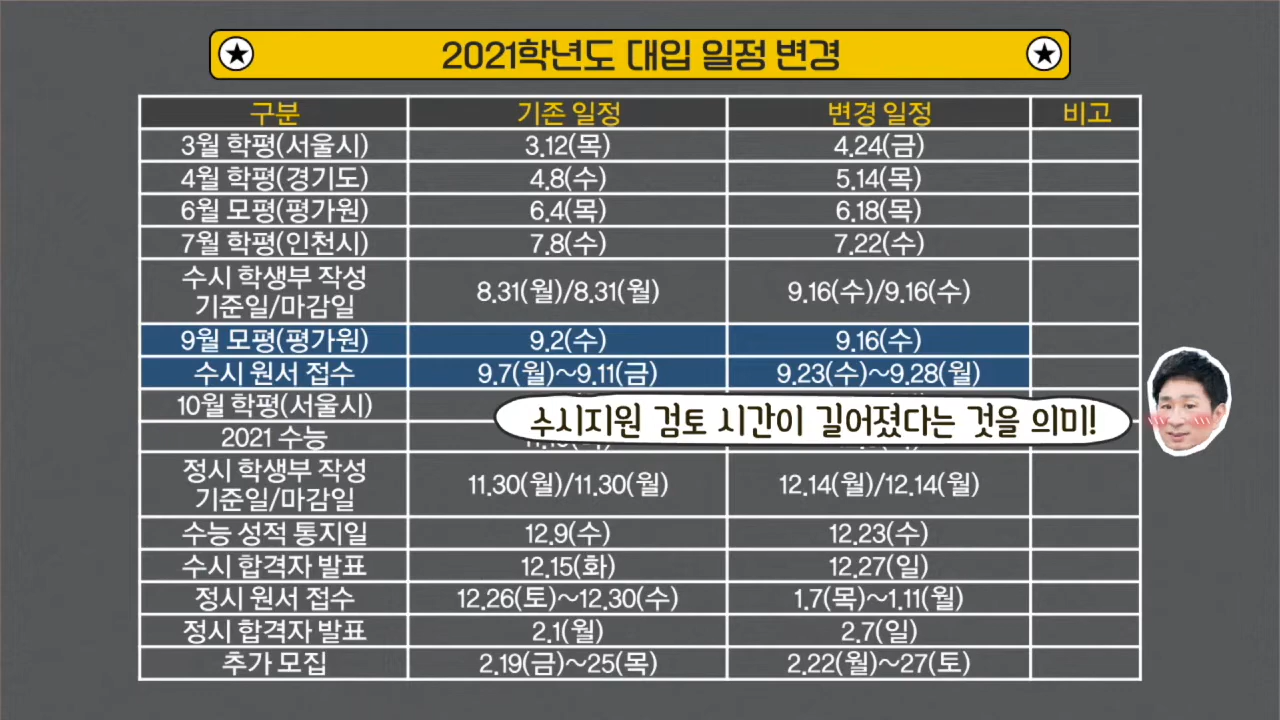 2021학년도 대입 일정 변경
구분 기존 일정 변경 일정 비고
3월 학평(서울시) 3.12(목) 4.24(금)
4월 학평(경기도) 4.8(수) 5.14(목)
6월 모평(평가원) 6.4(목) 6.18(목)
7월 학평(인천시) 7.8(수) 7.22(수)
수시 학생부 작성
기준일/마감일 8.31(월)/8.31(월) 9.16(수)/9.16(수)
9월 모평(평가원) 9.2(수) 9.16(수)
수시 원서 접수 9.7(월)~9.11(금) 9.23(수)~9.28(월)
10월 학평(서울시)
수시지원 검토 시간이 길어졌다는 것을 의미!
2021 수능
정시 학생부 작성
기준일/마감일 11.30(월)/11.30(월) 12.14(월)/12.14(월)
수능 성적 통지일 12.9(수) 12.23(수)
수시 합격자 발표 12.15(화) 12.27(일)
정시 원서 접수 12.26(토)~12.30(수) 1.7(목)~1.11(월)
정시 합격자 발표 2.1(월) 2.7(일)
추가 모집 2.19(금)~25(목) 2.22(월)~27(토)